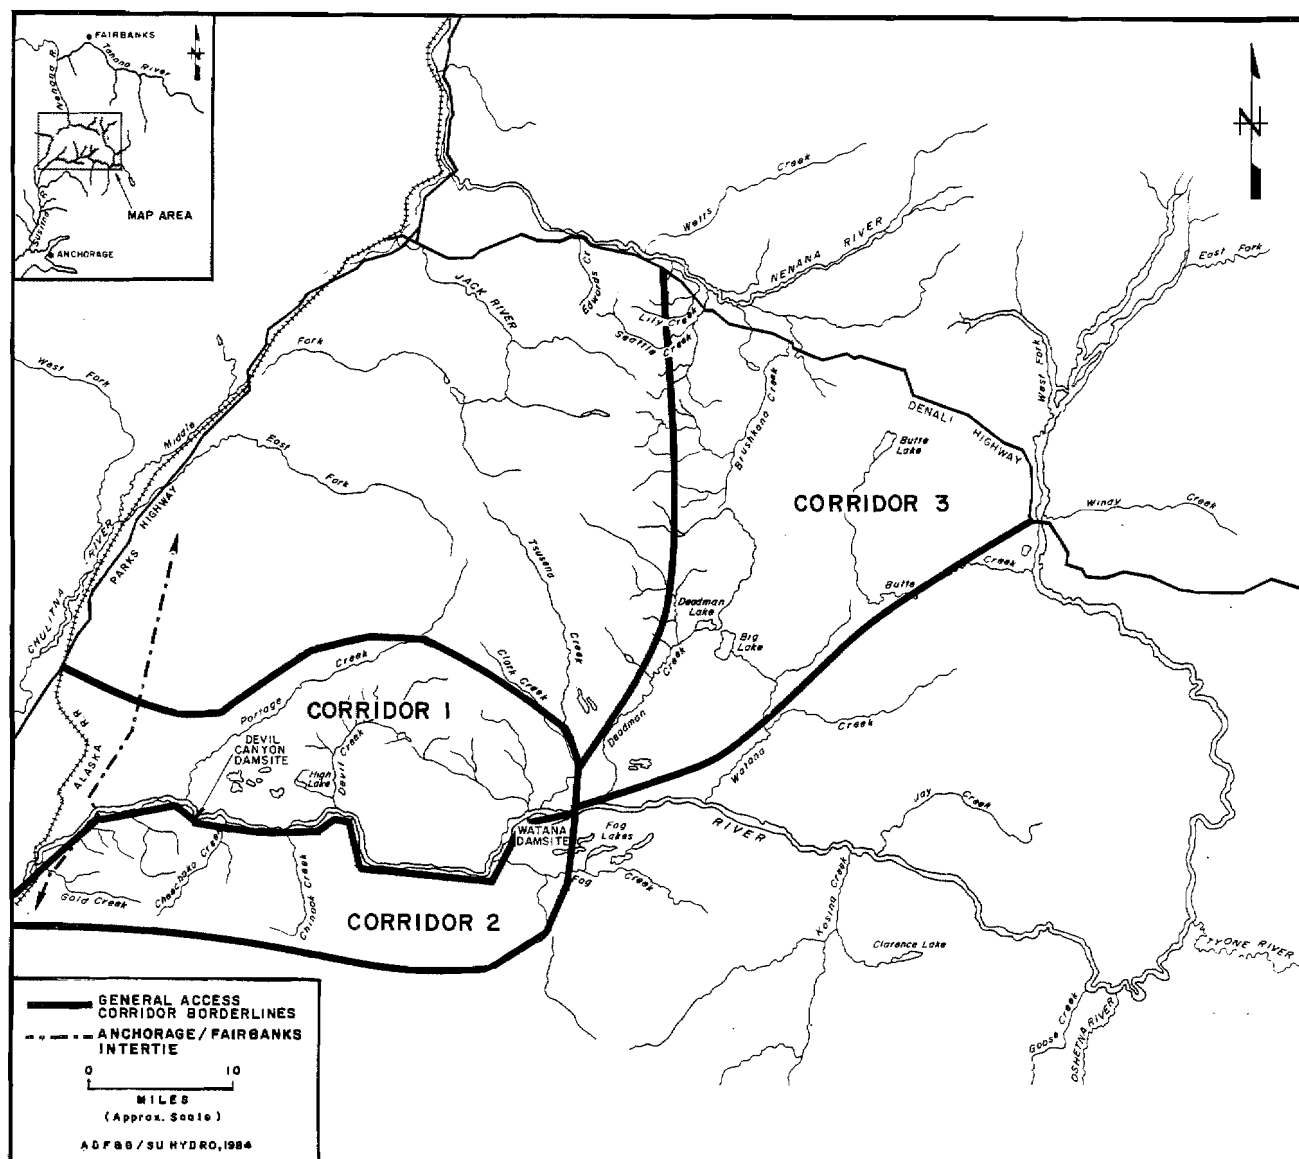 FAIRBANKS
Tanana River
Nenana R.
MAP AREA
Susitna R.
ANCHORAGE
N
N
Creek
Wells
NENANA RIVER
East Fork
JACK RIVER
Edwards Cr
Lily Creek
Seattle Creek
West Fork
Fork
West Fork
Middle
East
Fork
Brushkana Creek
DENALI HIGHWAY
Butte
Lake
CORRIDOR 3
Windy Creek
CHULITNA RIVER
PARKS HIGHWAY
Tsusena Creek
Butte Creek
Deadman
Lake
Big
Lake
Portage Creek
Clark Creek
Deadman Creek
CORRIDOR 1
Creek
Watana
DEVIL
CANYON
DAMSITE
ALASKA R R
High
Lake
Devil Creek
WATANA
DAMSITE
Fog
Lakes
RIVER
Jay Creek
Fog Creek
Gold Creek
Cheechako Creek
Chinook Creek
CORRIDOR 2
Kosina Creek
Clarence Lake
TYONE RIVER
Goose Creek
OSHETNA RIVER
GENERAL ACCESS
CORRIDOR BORDERLINES
ANCHORAGE/FAIRBANKS
INTERTIE
0 10
MILES
(Approx. Scale)
ADF&G/SU HYDRO, 1984